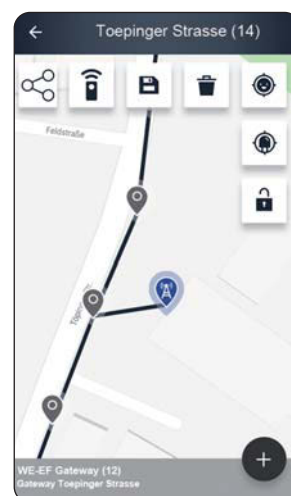 Toepinger Strasse (14)
Feldstraße
WE-EF Gateway (12)
Gateway Toepinger Strasse